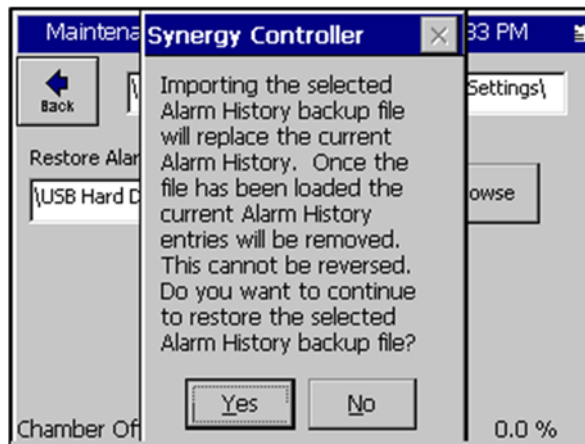 Maintena
Synergy Controller
33 PM
Back
\
Settings\
Importing the selected
Alarm History backup file
will replace the current
Alarm History. Once the
file has been loaded the
current Alarm History
entries will be removed.
This cannot be reversed.
Do you want to continue
to restore the selected
Alarm History backup file?
Restore Alar
\USB Hard D
owse
Yes
No
Chamber Of
0.0 %